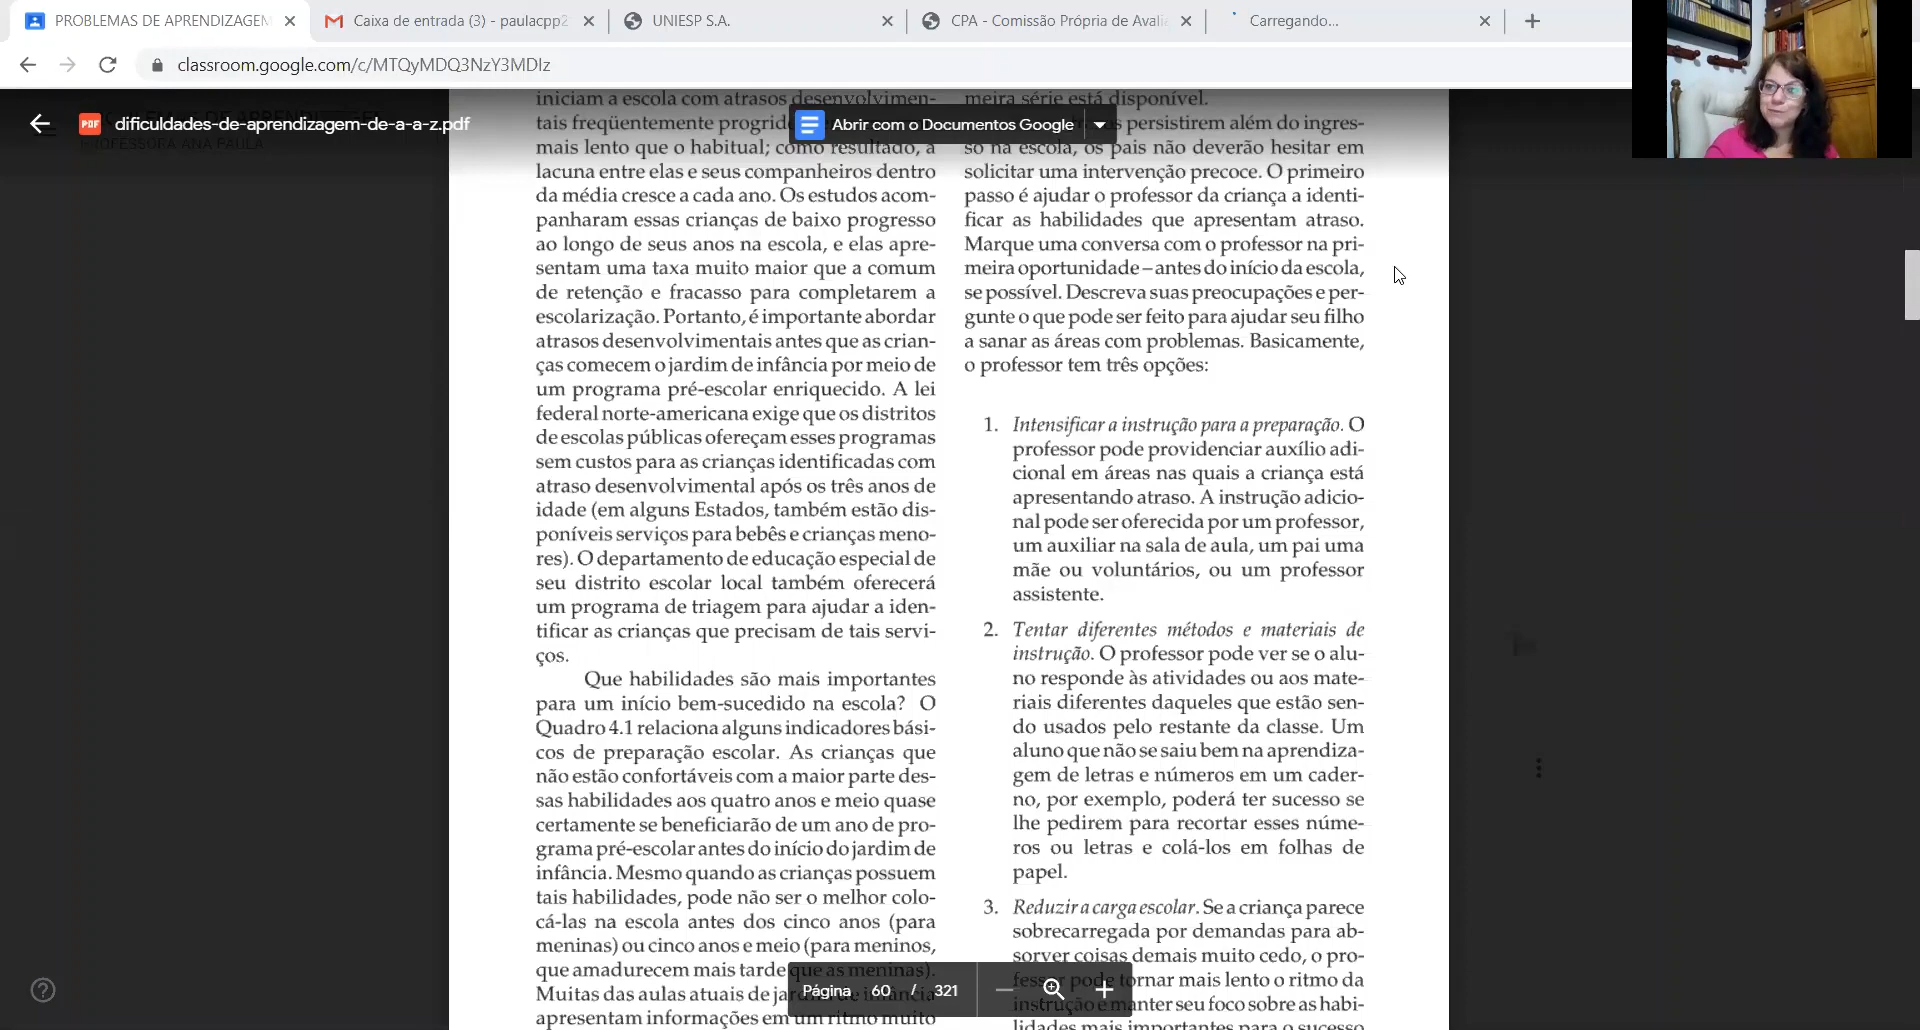 PROBLEMAS DE APRENDIZAGEM
Caixa de entrada (3) - paulacpp2
UNIESP S.A.
CPA - Comissão Própria de Avali
Carregando...
classroom.google.com/c/MTQyMDQ3NzY3MDIz
dificuldades-de-aprendizagem-de-a-a-z.pdf
PROFESSORA ANA PAULA
Abrir com o Documentos Google
iniciam a escola com atrasos desenvolvimen-
tais freqüentemente progrid
mais lento que o habitual; como resultado, a
lacuna entre elas e seus companheiros dentro
da média cresce a cada ano. Os estudos acom-
panharam essas crianças de baixo progresso
ao longo de seus anos na escola, e elas apre-
sentam uma taxa muito maior que a comum
de retenção e fracasso para completarem a
escolarização. Portanto, é importante abordar
atrasos desenvolvimentais antes que as crian-
ças comecem o jardim de infância por meio de
um programa pré-escolar enriquecido. A lei
federal norte-americana exige que os distritos
de escolas públicas ofereçam esses programas
sem custos para as crianças identificadas com
atraso desenvolvimental após os três anos de
idade (em alguns Estados, também estão dis-
poníveis serviços para bebês e crianças meno-
res). O departamento de educação especial de
seu distrito escolar local também oferecerá
um programa de triagem para ajudar a iden-
tificar as crianças que precisam de tais servi-
ços.
Que habilidades são mais importantes
para um início bem-sucedido na escola? O
Quadro 4.1 relaciona alguns indicadores bási-
cos de preparação escolar. As crianças que
não estão confortáveis com a maior parte des-
sas habilidades aos quatro anos e meio quase
certamente se beneficiarão de um ano de pro-
grama pré-escolar antes do início do jardim de
infância. Mesmo quando as crianças possuem
tais habilidades, pode não ser o melhor colo-
cá-las na escola antes dos cinco anos (para
meninas) ou cinco anos e meio (para meninos,
que amadurecem mais tarde que as meninas).
Muitas das aulas atuais de jardim de infância
apresentam informações em um ritmo muito
meira série está disponível.
os persistirem além do ingres-
so na escola, os pais não deverão hesitar em
solicitar uma intervenção precoce. O primeiro
passo é ajudar o professor da criança a identi-
ficar as habilidades que apresentam atraso.
Marque uma conversa com o professor na pri-
meira oportunidade – antes do início da escola,
se possível. Descreva suas preocupações e per-
gunte o que pode ser feito para ajudar seu filho
a sanar as áreas com problemas. Basicamente,
o professor tem três opções:
1. Intensificar a instrução para a preparação. O
professor pode providenciar auxílio adi-
cional em áreas nas quais a criança está
apresentando atraso. A instrução adicio-
nal pode ser oferecida por um professor,
um auxiliar na sala de aula, um pai uma
mãe ou voluntários, ou um professor
assistente.
2. Tentar diferentes métodos e materiais de
instrução. O professor pode ver se o alu-
no responde às atividades ou aos mate-
riais diferentes daqueles que estão sen-
do usados pelo restante da classe. Um
aluno que não se saiu bem na aprendiza-
gem de letras e números em um cader-
no, por exemplo, poderá ter sucesso se
lhe pedirem para recortar esses núme-
ros ou letras e colá-los em folhas de
papel.
3. Reduzir a carga escolar. Se a criança parece
sobrecarregada por demandas para ab-
sorver coisas demais muito cedo, o pro-
fessor pode tornar mais lento o ritmo da
instrução e manter seu foco sobre as habi-
lidades mais importantes para o sucesso
Página 60 / 321